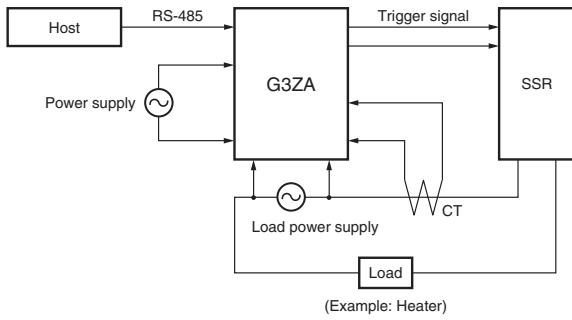 Host
RS-485
Trigger signal
G3ZA
SSR
Power supply
CT
Load power supply
Load
(Example: Heater)